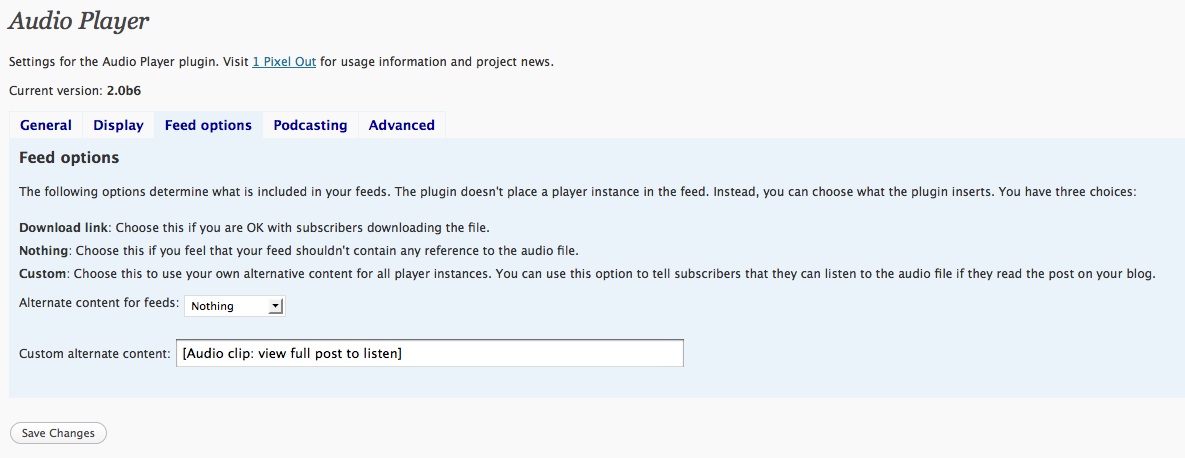 Audio Player
Settings for the Audio Player plugin. Visit 1 Pixel Out for usage information and project news.
Current version: 2.0b6
General Display Feed options Podcasting Advanced
Feed options
The following options determine what is included in your feeds. The plugin doesn't place a player instance in the feed. Instead, you can choose what the plugin inserts. You have three choices:
Download link: Choose this if you are OK with subscribers downloading the file.
Nothing: Choose this if you feel that your feed shouldn't contain any reference to the audio file.
Custom: Choose this to use your own alternative content for all player instances. You can use this option to tell subscribers that they can listen to the audio file if they read the post on your blog.
Alternate content for feeds: Nothing
Custom alternate content: [Audio clip: view full post to listen]
Save Changes